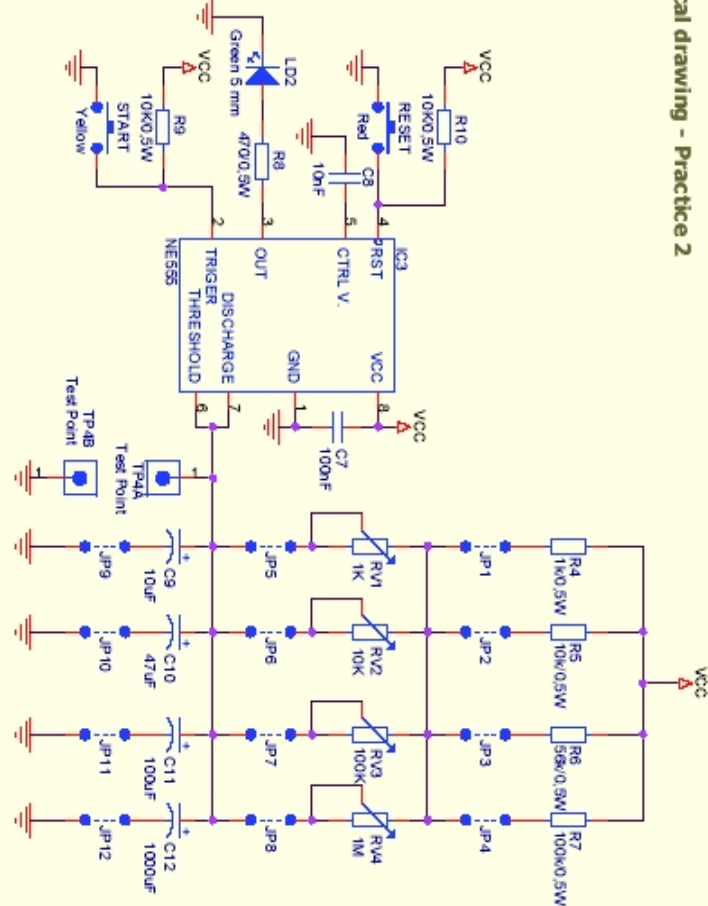 cal drawing - Practice 2
VCC
R10
10K/0,5W
RESET
Red
C8
10nF
LD2
Green 5 mm
R8
470/0,5W
VCC
R9
10K/0,5W
START
Yellow
4
5
3
2
IC3
RST
CTRL V.
OUT
TRIGER
VCC
GND
DISCHARGE
THRESHOLD
NE555
8
1
7
6
VCC
C7
100nF
1
TP4A
Test Point
1
TP4B
Test Point
VCC
R4
1k/0,5W
R5
10k/0,5W
R6
56k/0,5W
R7
100k/0,5W
JP1
JP2
JP3
JP4
RV1
1K
RV2
10K
RV3
100K
RV4
1M
JP5
JP6
JP7
JP8
C9
10uF
C10
47uF
C11
100uF
C12
1000uF
JP9
JP10
JP11
JP12